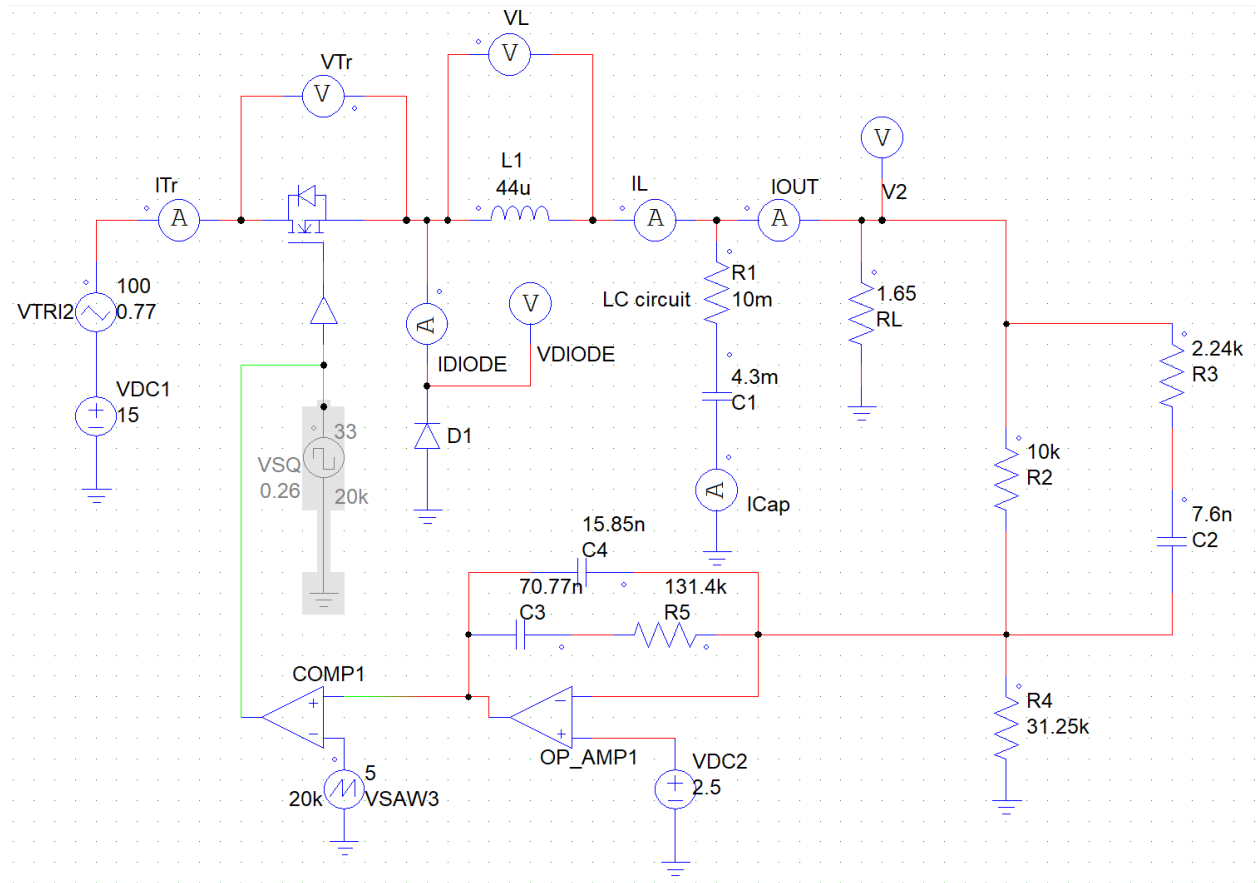 VL
V
VTr
V
L1
44u
ITr
A
IL
A
IOUT
A
V
V2
100
VTRI2
0.77
VDC1
15
A
IDIODE
V
VDIODE
LC circuit
R1
10m
4.3m
C1
1.65
RL
2.24k
R3
33
VSQ
0.26
20k
D1
A
ICap
10k
R2
7.6n
C2
15.85n
C4
70.77n
C3
131.4k
R5
COMP1
OP_AMP1
VDC2
2.5
R4
31.25k
5
20k
VSAW3